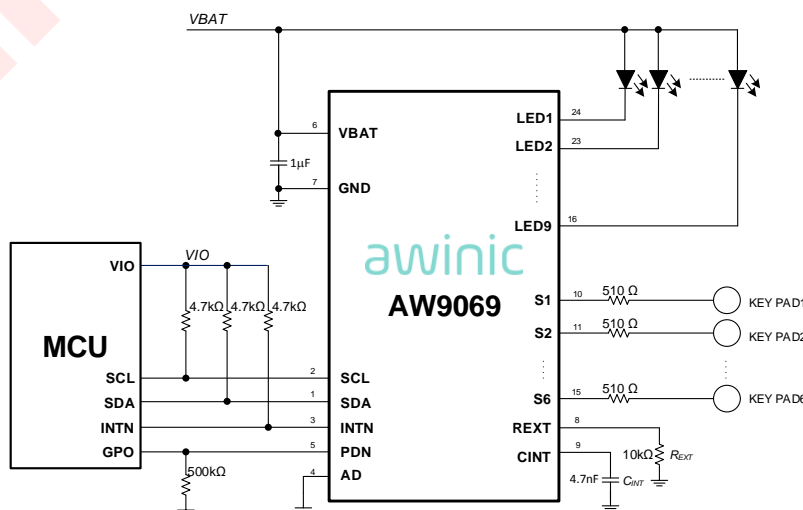 VBAT
24
LED1
6
VBAT
23
LED2
1µF
7
GND
16
LED9
awinic
AW9069
VIO
VIO
4.7kΩ 4.7kΩ 4.7kΩ
MCU
S1
10
510 Ω
KEY PAD1
S2
11
510 Ω
KEY PAD2
SCL
2
SCL
S6
15
510 Ω
KEY PAD6
SDA
1
SDA
INTN
3
INTN
REXT
8
GPO
5
PDN
CINT
9
10kΩ REXT
500kΩ
4
AD
4.7nF CINT